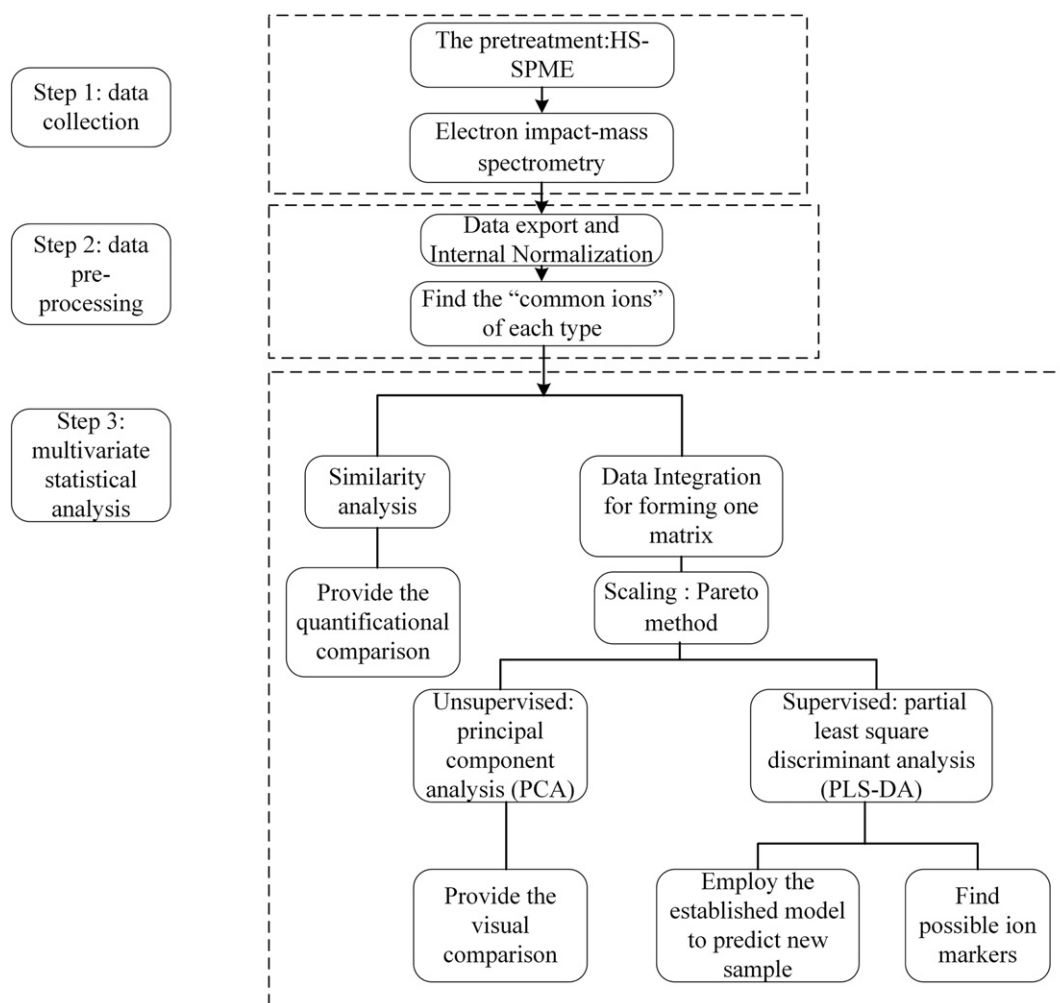 The pretreatment:HS-
SPME
Step 1: data
collection
Electron impact-mass
spectrometry
Step 2: data
pre-
processing
Data export and
Internal Normalization
Find the “common ions”
of each type
Step 3:
multivariate
statistical
analysis
Similarity
analysis
Data Integration
for forming one
matrix
Provide the
quantificational
comparison
Scaling : Pareto
method
Unsupervised:
principal
component
analysis (PCA)
Supervised: partial
least square
discriminant analysis
(PLS-DA)
Provide the
visual
comparison
Employ the
established model
to predict new
sample
Find
possible ion
markers